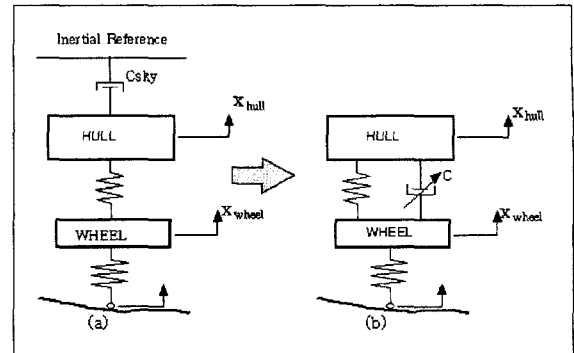 Inertial Reference
Csky
HULL
Xhull
WHEEL
Xwheel
(a)
HULL
Xhull
C
WHEEL
Xwheel
(b)